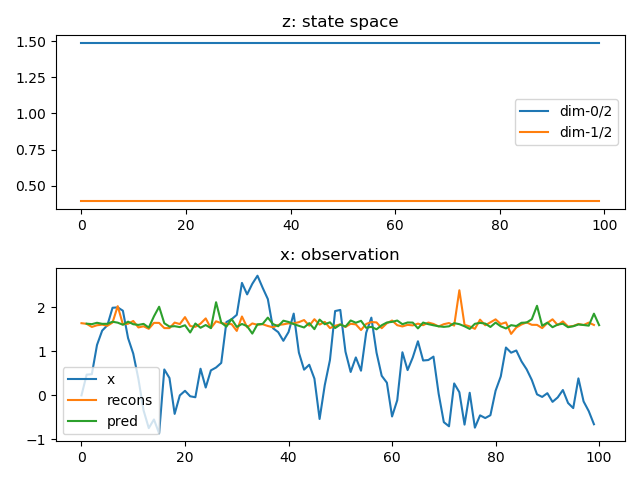 z: state space
1.50
1.25
1.00
0.75
0.50
dim-0/2
dim-1/2
0 20 40 60 80 100
x: observation
2
1
0
−1
x
recons
pred
0 20 40 60 80 100